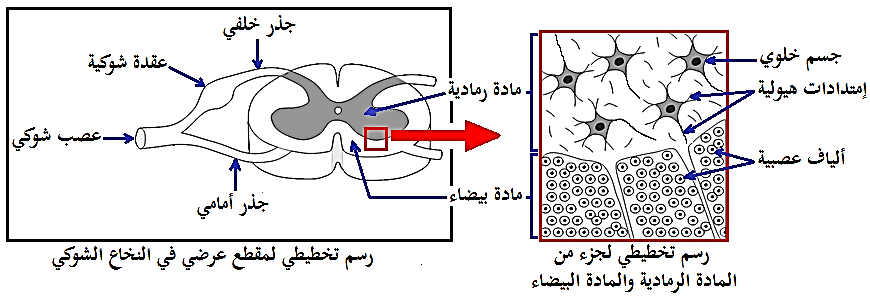 جذر خلفي
عقدة شوكية
عصب شوكي
جذر أمامي
مادة رمادية
مادة بيضاء
رسم تخطيطي لمقطع عرضي في النخاع الشوكي
جسم خلوي
إمتدادات هيولية
ألياف عصبية
رسم تخطيطي لجزء من
المادة الرمادية والمادة البيضاء